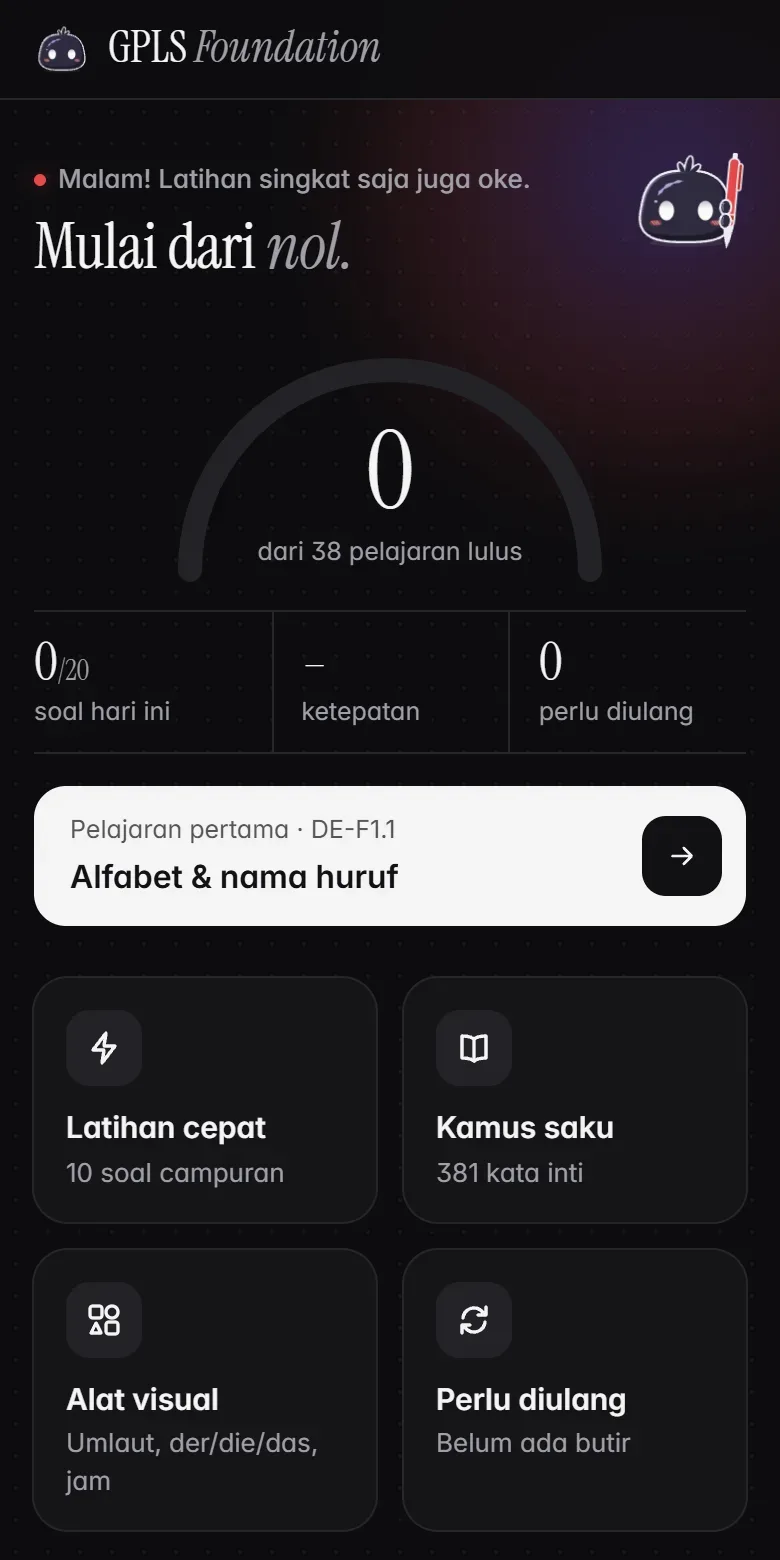 GPLS Foundation
Malam! Latihan singkat saja juga oke.
Mulai dari nol.
0
dari 38 pelajaran lulus
0/20
soal hari ini
–
ketepatan
0
perlu diulang
Pelajaran pertama · DE-F1.1
Alfabet & nama huruf
Latihan cepat
10 soal campuran
Kamus saku
381 kata inti
Alat visual
Umlaut, der/die/das,
jam
Perlu diulang
Belum ada butir